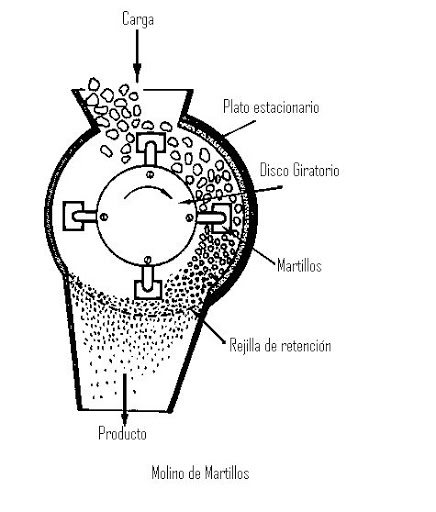 Carga
Plato estacionario
Disco Giratorio
Martillos
Rejilla de retención
Producto
Molino de Martillos